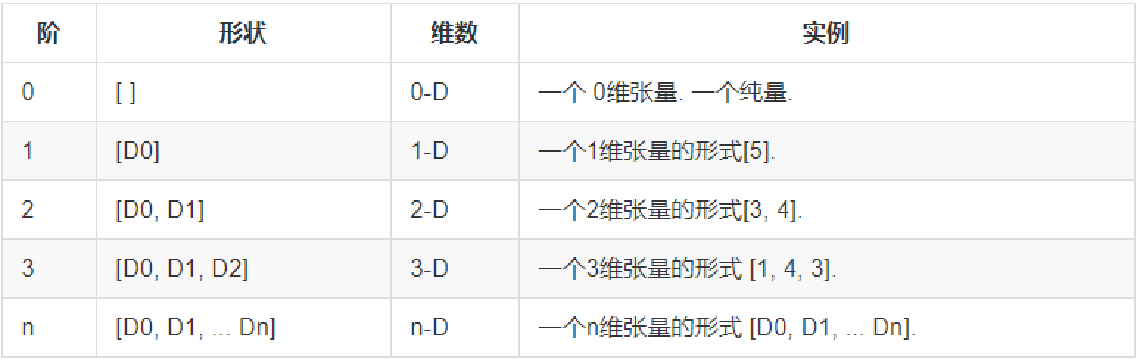 阶 形状 维数 实例
0 [ ] 0-D 一个 0维张量. 一个纯量.
1 [D0] 1-D 一个1维张量的形式[5].
2 [D0, D1] 2-D 一个2维张量的形式[3, 4].
3 [D0, D1, D2] 3-D 一个3维张量的形式 [1, 4, 3].
n [D0, D1, ... Dn] n-D 一个n维张量的形式 [D0, D1, ... Dn].